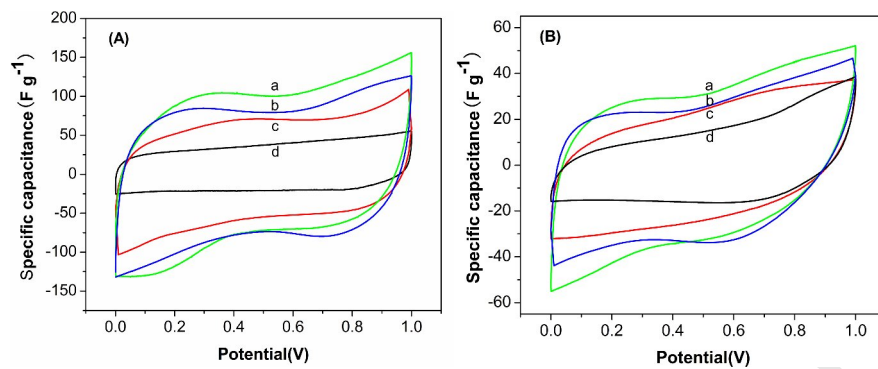 (A)
200
150
100
50
0
-50
-100
-150
Specific capacitance(F g-1)
a
b
c
d
0.0 0.2 0.4 0.6 0.8 1.0
Potential(V)
(B)
60
40
20
0
-20
-40
-60
Specific capacitance(F g-1)
a
b
c
d
0.0 0.2 0.4 0.6 0.8 1.0
Potential(V)